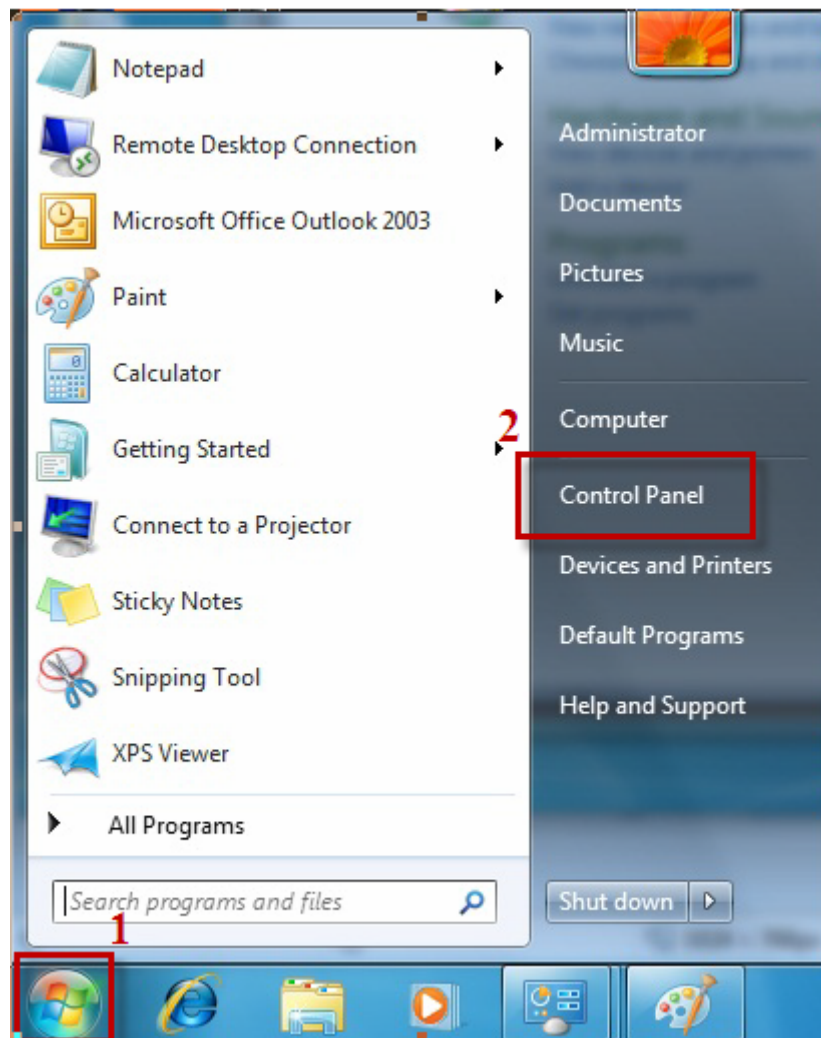 Notepad
Remote Desktop Connection
Microsoft Office Outlook 2003
Paint
Calculator
Getting Started
Connect to a Projector
Sticky Notes
Snipping Tool
XPS Viewer
All Programs
Search programs and files
1
Administrator
Documents
Pictures
Music
Computer
2
Control Panel
Devices and Printers
Default Programs
Help and Support
Shut down